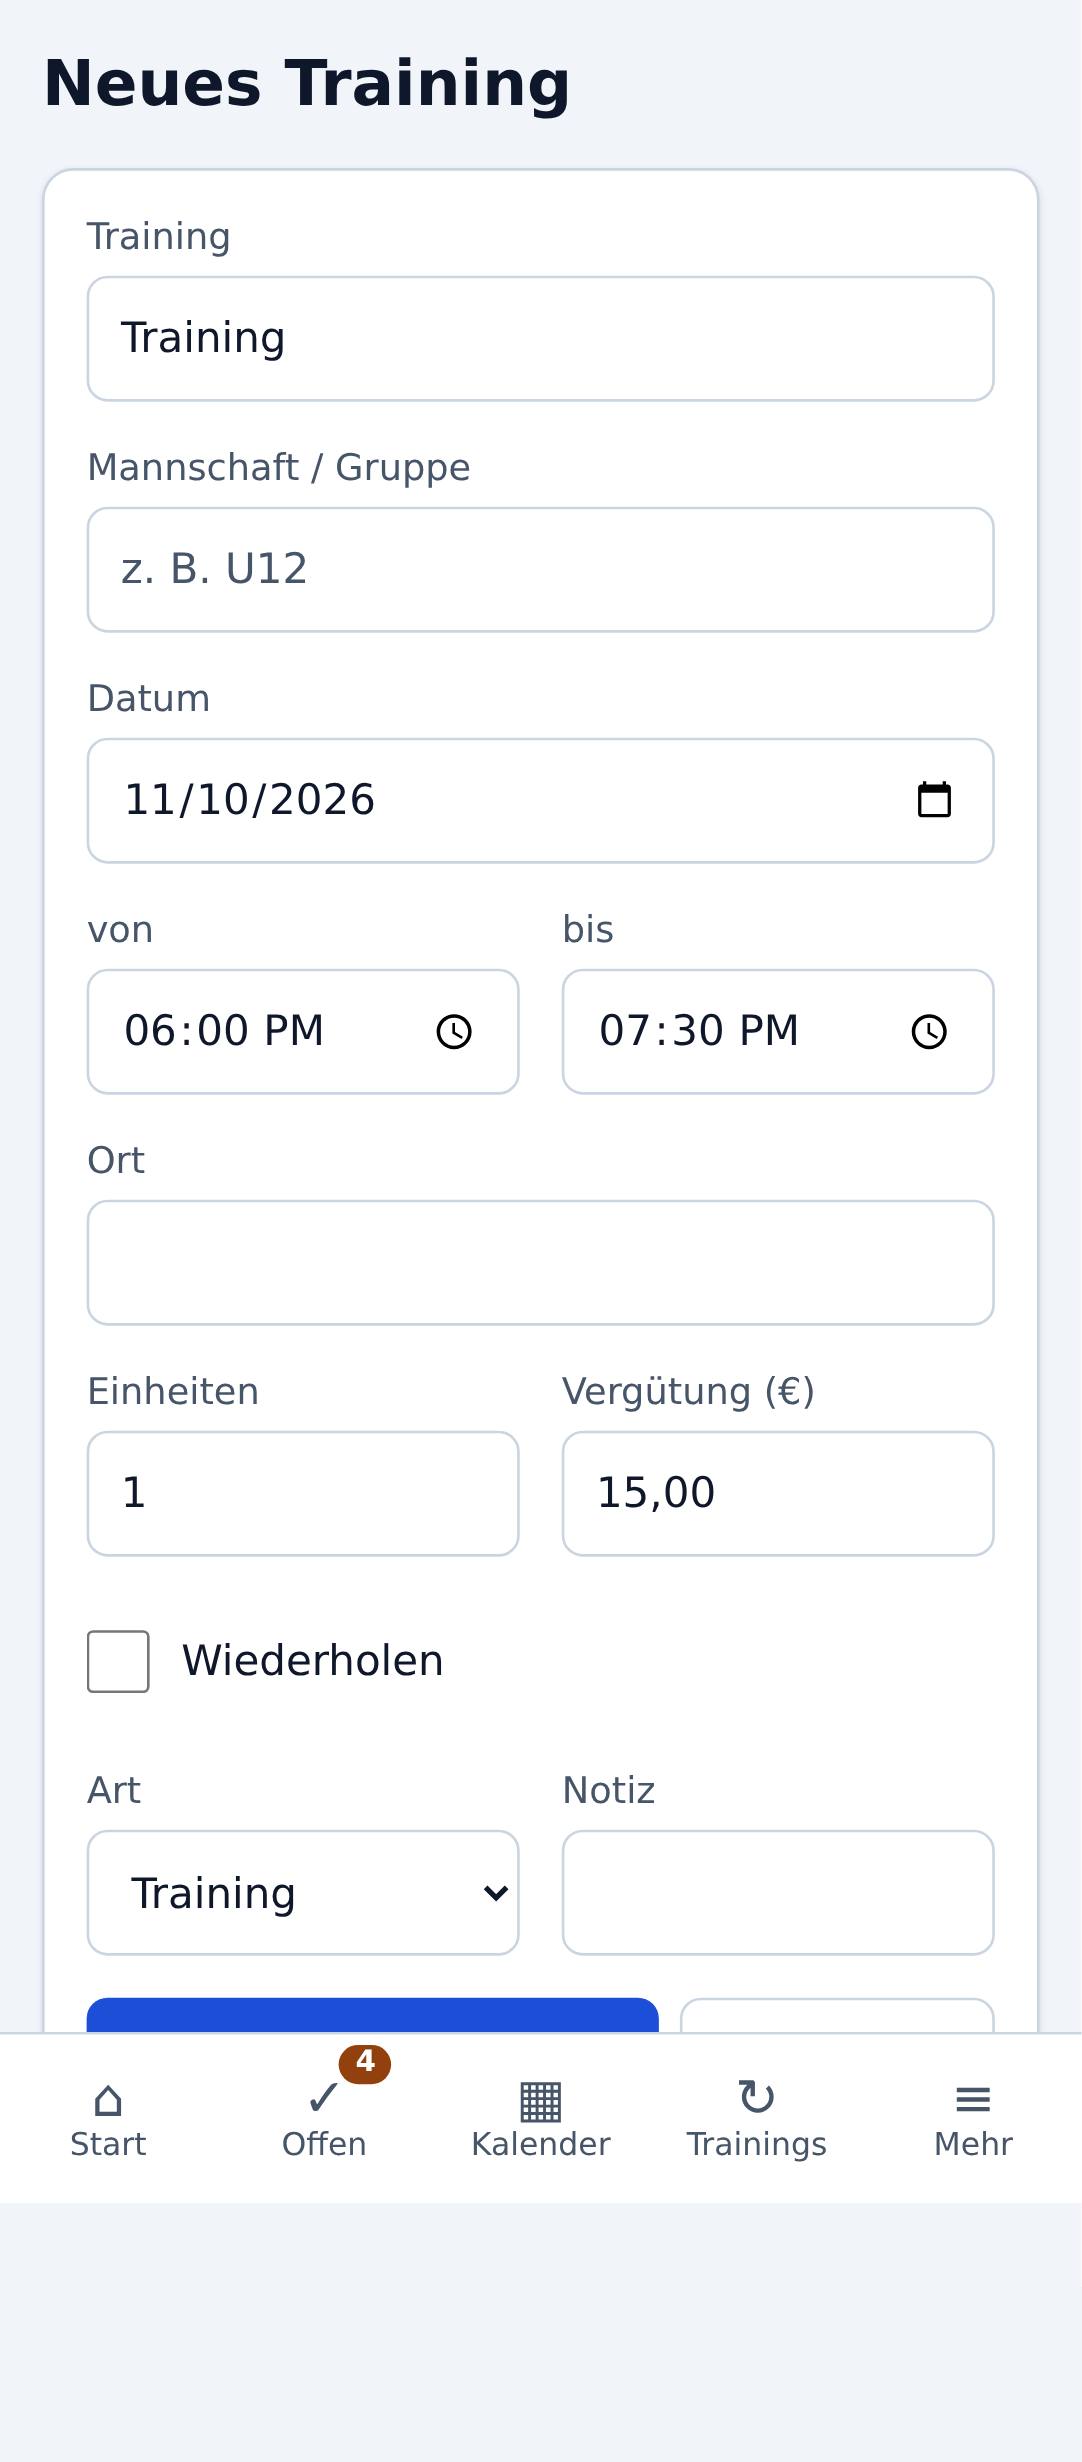 Neues Training
Training
Training
Mannschaft / Gruppe
z. B. U12
Datum
11/10/2026
von bis
06:00 PM 07:30 PM
Ort
Einheiten Vergütung (€)
1 15,00
Wiederholen
Art Notiz
Training
4
Start Offen Kalender Trainings Mehr